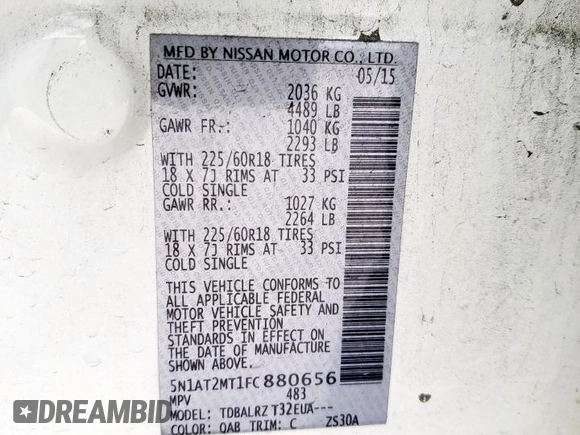 MFD BY NISSAN MOTOR CO., LTD.
DATE: 05/15
GVWR: 2036 KG
4489 LB
GAWR FR.: 1040 KG
2293 LB
WITH 225/60R18 TIRES
18 X 7J RIMS AT 33 PSI
COLD SINGLE
GAWR RR.: 1027 KG
2264 LB
WITH 225/60R18 TIRES
18 X 7J RIMS AT 33 PSI
COLD SINGLE
THIS VEHICLE CONFORMS TO
ALL APPLICABLE FEDERAL
MOTOR VEHICLE SAFETY AND
THEFT PREVENTION
STANDARDS IN EFFECT ON
THE DATE OF MANUFACTURE
SHOWN ABOVE.
5N1AT2MT1FC880656
MPV 483
MODEL: TDBALRZ T32EUA---
COLOR: QAB TRIM: C ZS30A
DEALERBID.COM